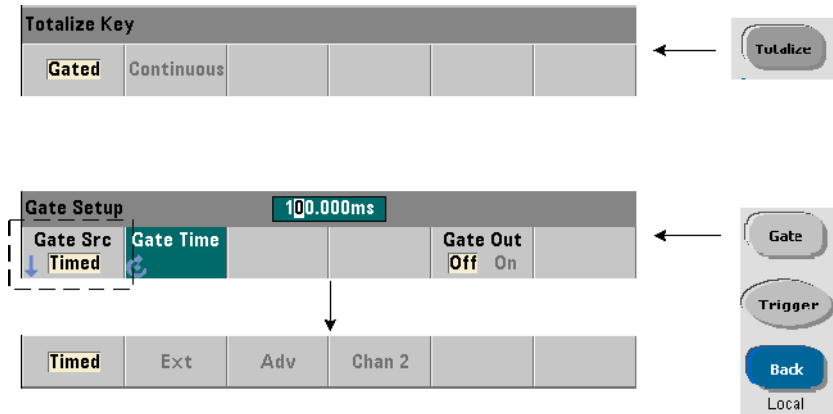 Totalize Key
Gated Continuous
Totalize
Gate Setup 100.000ms
Gate Src Gate Time Gate Out
Timed Off On
Gate
Trigger
Timed Ext Adv Chan 2
Back
Local